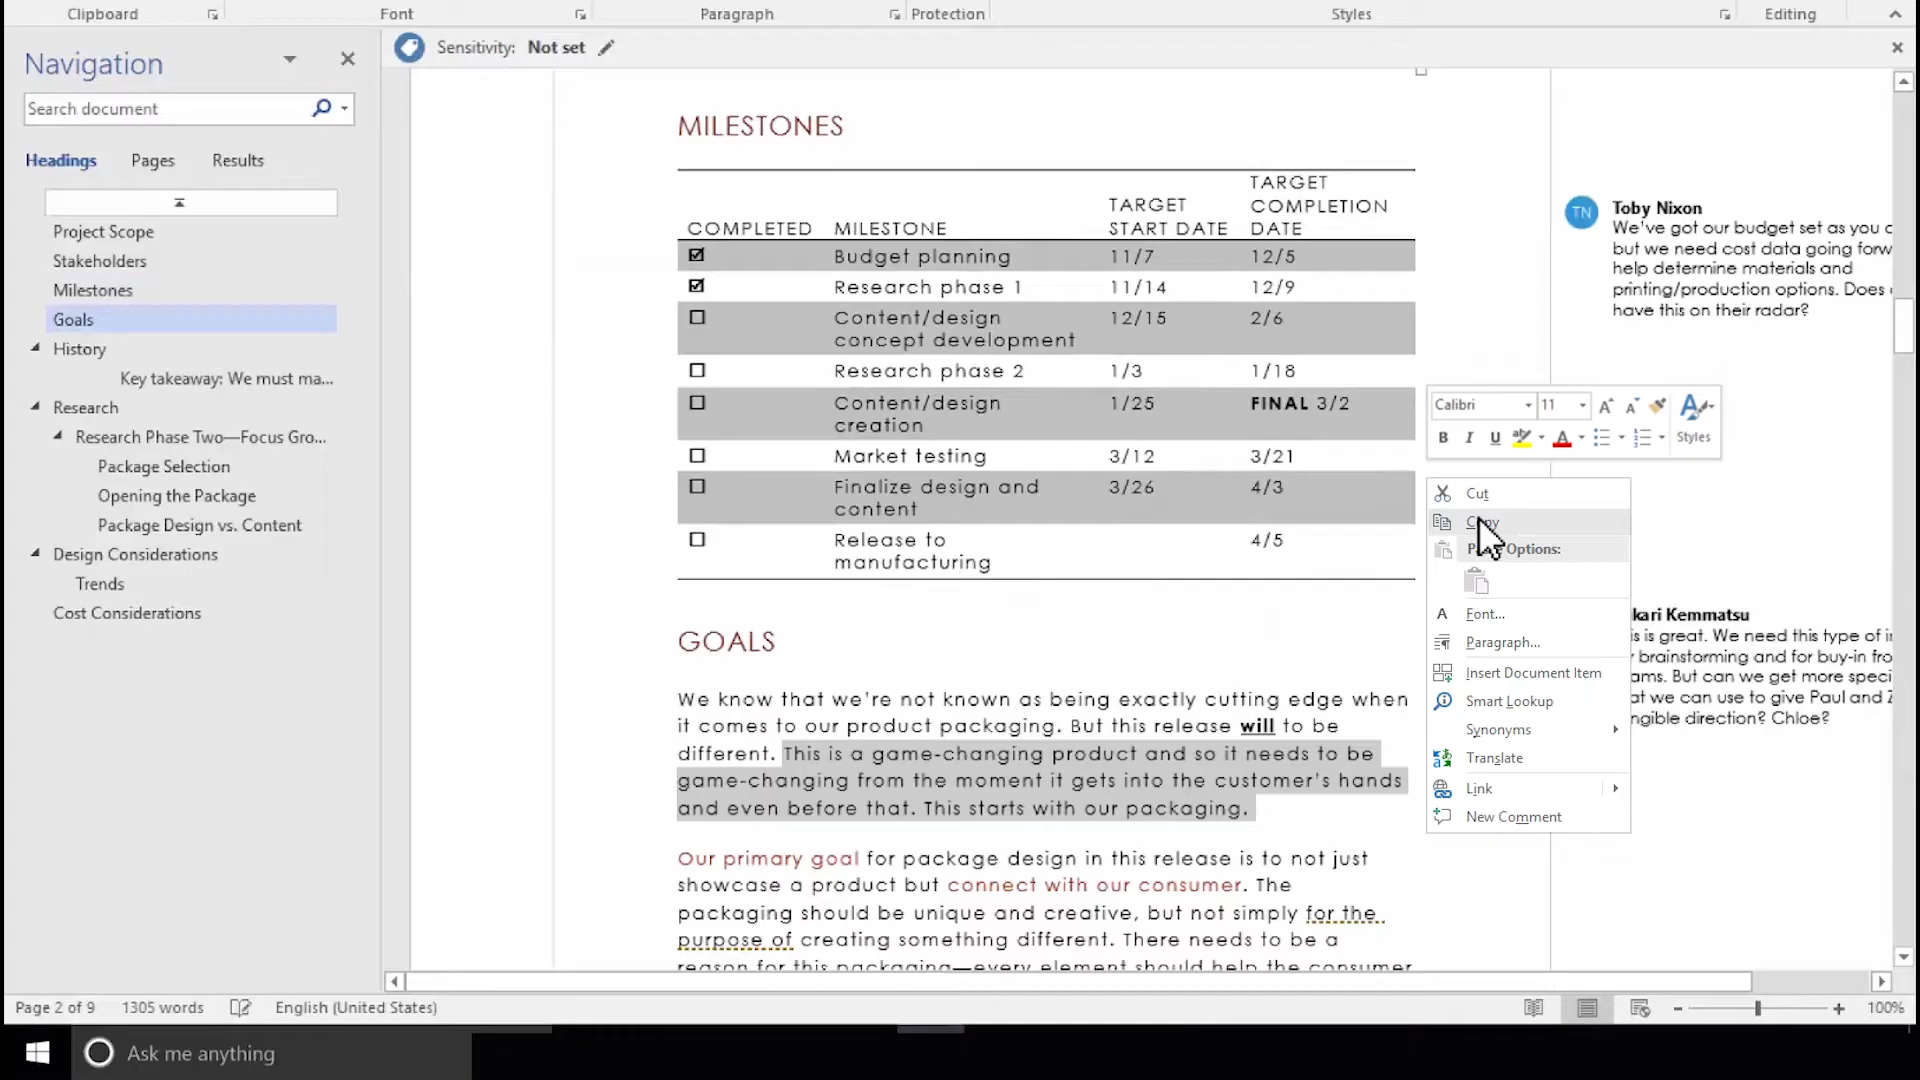 Clipboard
Font
Paragraph
Protection
Styles
Editing
Navigation
Search document
Headings
Pages
Results
Project Scope
Stakeholders
Milestones
Goals
History
Key takeaway: We must ma...
Research
Research Phase Two—Focus Gro...
Package Selection
Opening the Package
Package Design vs. Content
Design Considerations
Trends
Cost Considerations
Sensitivity: Not set
MILESTONES
COMPLETED MILESTONE TARGET START DATE TARGET COMPLETION DATE
Budget planning 11/7 12/5
Research phase 1 11/14 12/9
Content/design 12/15 2/6
concept development
Research phase 2 1/3 1/18
Content/design 1/25 FINAL 3/2
creation
Market testing 3/12 3/21
Finalize design and 3/26 4/3
content
Release to 4/5
manufacturing
GOALS
We know that we're not known as being exactly cutting edge when
it comes to our product packaging. But this release will to be
different. This is a game-changing product and so it needs to be
game-changing from the moment it gets into the customer's hands
and even before that. This starts with our packaging.
Our primary goal for package design in this release is to not just
showcase a product but connect with our consumer. The
packaging should be unique and creative, but not simply for the
purpose of creating something different. There needs to be a
reason for this packaging—every element should help the consumer
TN
Toby Nixon
We've got our budget set as you c
but we need cost data going forw
help determine materials and
printing/production options. Does
have this on their radar?
Calibri 11
B I U Styles
Cut
Copy
Options:
Font...
Paragraph...
Insert Document Item
Smart Lookup
Synonyms
Translate
Link
New Comment
kari Kemmatsu
is is great. We need this type of i
brainstorming and for buy-in fro
ams. But can we get more speci
at we can use to give Paul and Z
ngible direction? Chloe?
Page 2 of 9
1305 words
English (United States)
100%
Ask me anything